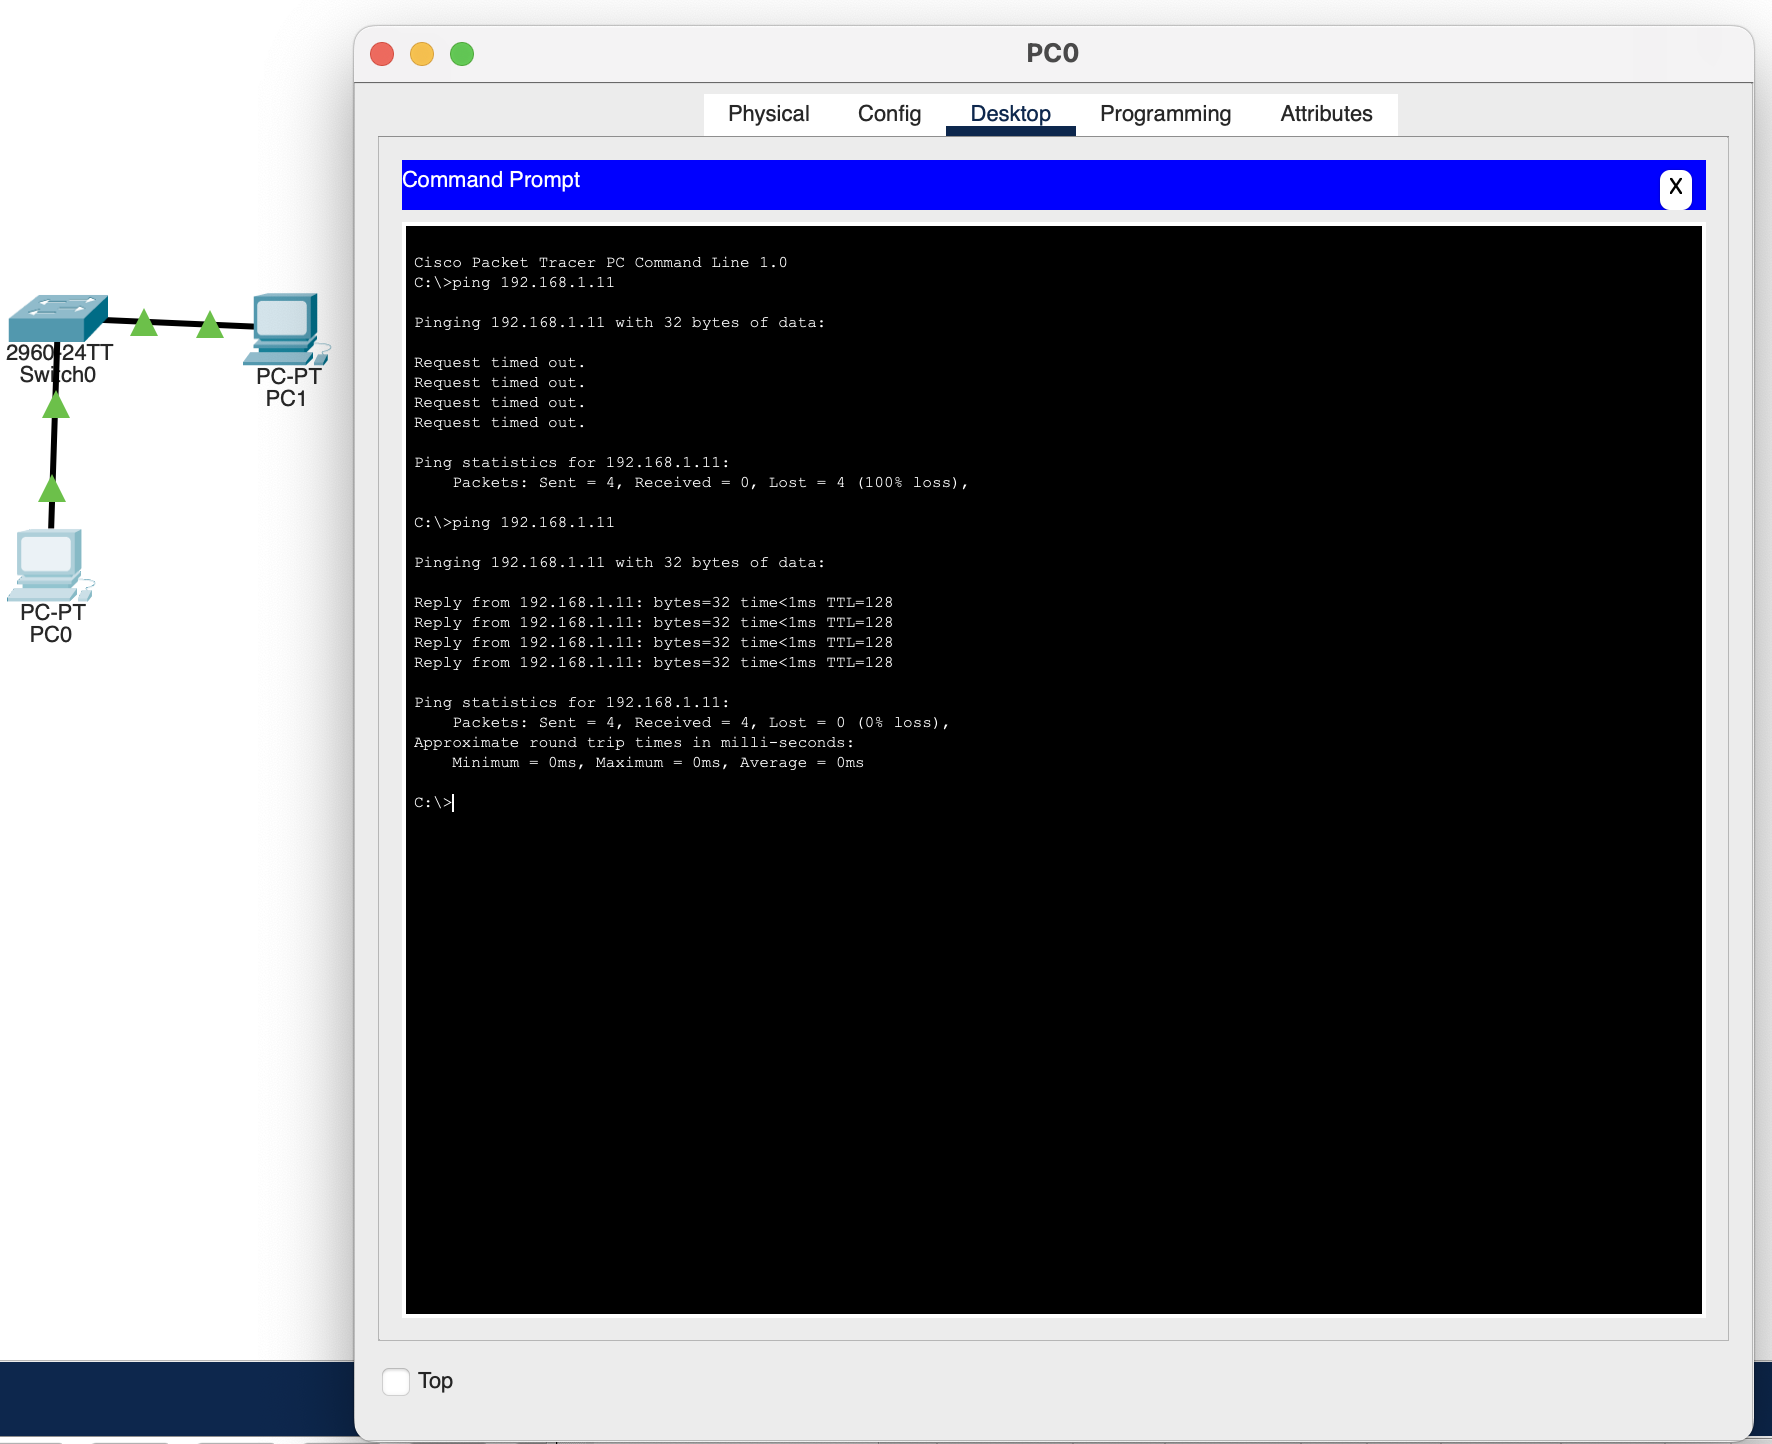 PC0
Physical Config Desktop Programming Attributes
Command Prompt
X
Cisco Packet Tracer PC Command Line 1.0
C:\>ping 192.168.1.11
Pinging 192.168.1.11 with 32 bytes of data:
Request timed out.
Request timed out.
Request timed out.
Request timed out.
Ping statistics for 192.168.1.11:
Packets: Sent = 4, Received = 0, Lost = 4 (100% loss),
C:\>ping 192.168.1.11
Pinging 192.168.1.11 with 32 bytes of data:
Reply from 192.168.1.11: bytes=32 time<1ms TTL=128
Reply from 192.168.1.11: bytes=32 time<1ms TTL=128
Reply from 192.168.1.11: bytes=32 time<1ms TTL=128
Reply from 192.168.1.11: bytes=32 time<1ms TTL=128
Ping statistics for 192.168.1.11:
Packets: Sent = 4, Received = 4, Lost = 0 (0% loss),
Approximate round trip times in milli-seconds:
Minimum = 0ms, Maximum = 0ms, Average = 0ms
C:\>
Top
2960-24TT
Switch0
PC-PT
PC1
PC-PT
PC0